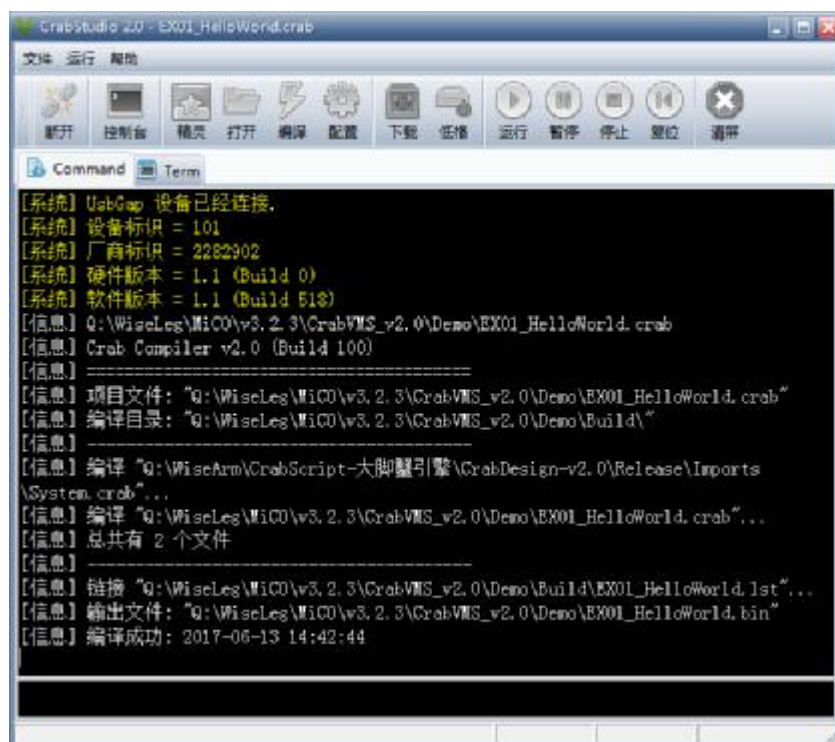 CrabStudio 2.0 - EX01_HelloWorld.crab
文件 运行 帮助
断开 控制台 精灵 打开 编译 配置 下载 低格 运行 暂停 停止 复位 清屏
Command Term
[系统] UsbGap 设备已经连接.
[系统] 设备标识 = 101
[系统] 厂商标识 = 2282902
[系统] 硬件版本 = 1.1 (Build 0)
[系统] 软件版本 = 1.1 (Build 518)
[信息] Q:\WiseLeg\MiCO\v3.2.3\CrabVMS_v2.0\Demo\EX01_HelloWorld.crab
[信息] Crab Compiler v2.0 (Build 100)
[信息] ==========================================
[信息] 项目文件: "Q:\WiseLeg\MiCO\v3.2.3\CrabVMS_v2.0\Demo\EX01_HelloWorld.crab"
[信息] 编译目录: "Q:\WiseLeg\MiCO\v3.2.3\CrabVMS_v2.0\Demo\Build\"
[信息] ------------------------------------------
[信息] 编译 "Q:\WiseArm\CrabScript-大脚蟹引擎\CrabDesign-v2.0\Release\Imports
\System.crab"...
[信息] 编译 "Q:\WiseLeg\MiCO\v3.2.3\CrabVMS_v2.0\Demo\EX01_HelloWorld.crab"...
[信息] 总共有 2 个文件
[信息] ------------------------------------------
[信息] 链接 "Q:\WiseLeg\MiCO\v3.2.3\CrabVMS_v2.0\Demo\Build\EX01_HelloWorld.lst"...
[信息] 输出文件: "Q:\WiseLeg\MiCO\v3.2.3\CrabVMS_v2.0\Demo\EX01_HelloWorld.bin"
[信息] 编译成功: 2017-06-13 14:42:44